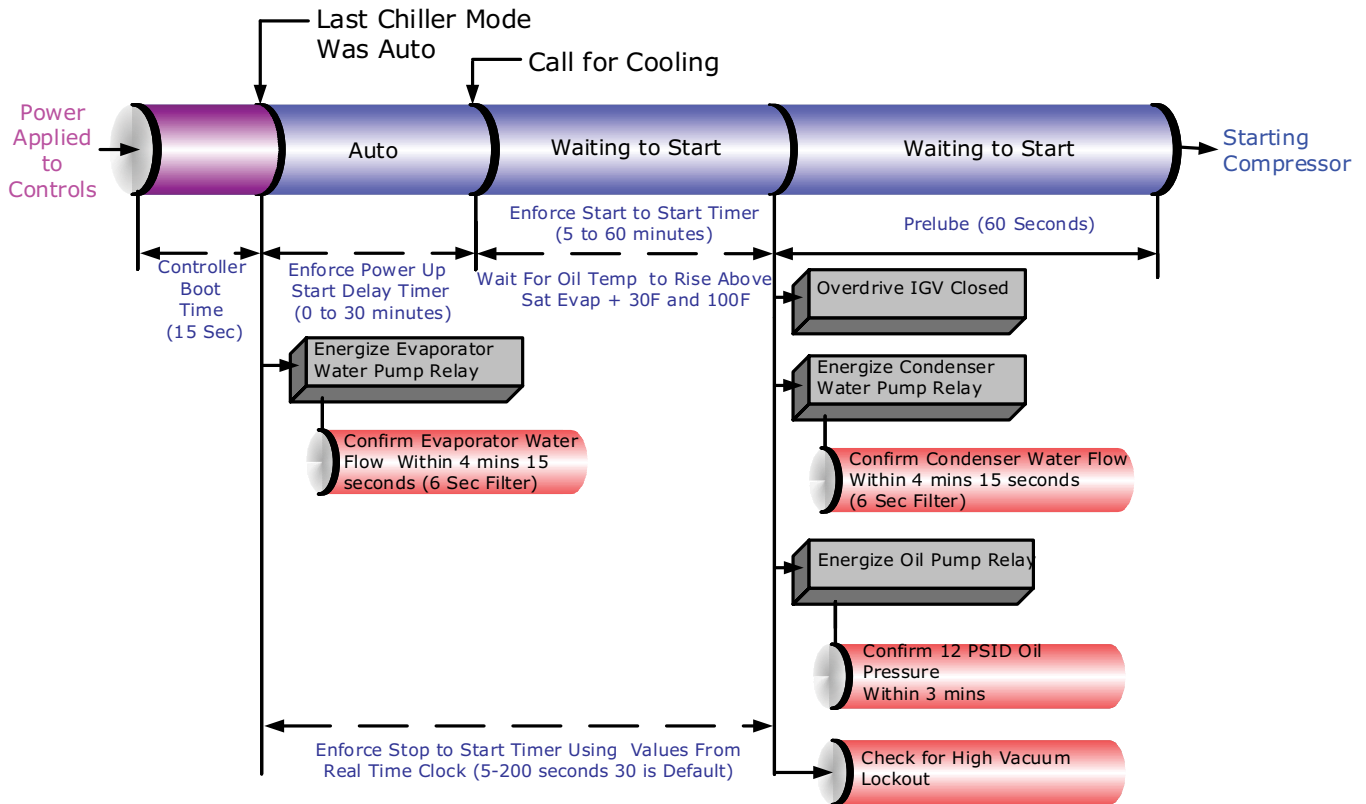 Last Chiller Mode
Was Auto
Call for Cooling
Power
Applied
to
Controls
Auto
Waiting to Start
Waiting to Start
Starting
Compressor
Controller
Boot
Time
(15 Sec)
Enforce Power Up
Start Delay Timer
(0 to 30 minutes)
Enforce Start to Start Timer
(5 to 60 minutes)
Wait For Oil Temp to Rise Above
Sat Evap + 30F and 100F
Prelube (60 Seconds)
Energize Evaporator
Water Pump Relay
Confirm Evaporator Water
Flow Within 4 mins 15
seconds (6 Sec Filter)
Overdrive IGV Closed
Energize Condenser
Water Pump Relay
Confirm Condenser Water Flow
Within 4 mins 15 seconds
(6 Sec Filter)
Energize Oil Pump Relay
Confirm 12 PSID Oil
Pressure
Within 3 mins
Enforce Stop to Start Timer Using Values From
Real Time Clock (5-200 seconds 30 is Default)
Check for High Vacuum
Lockout